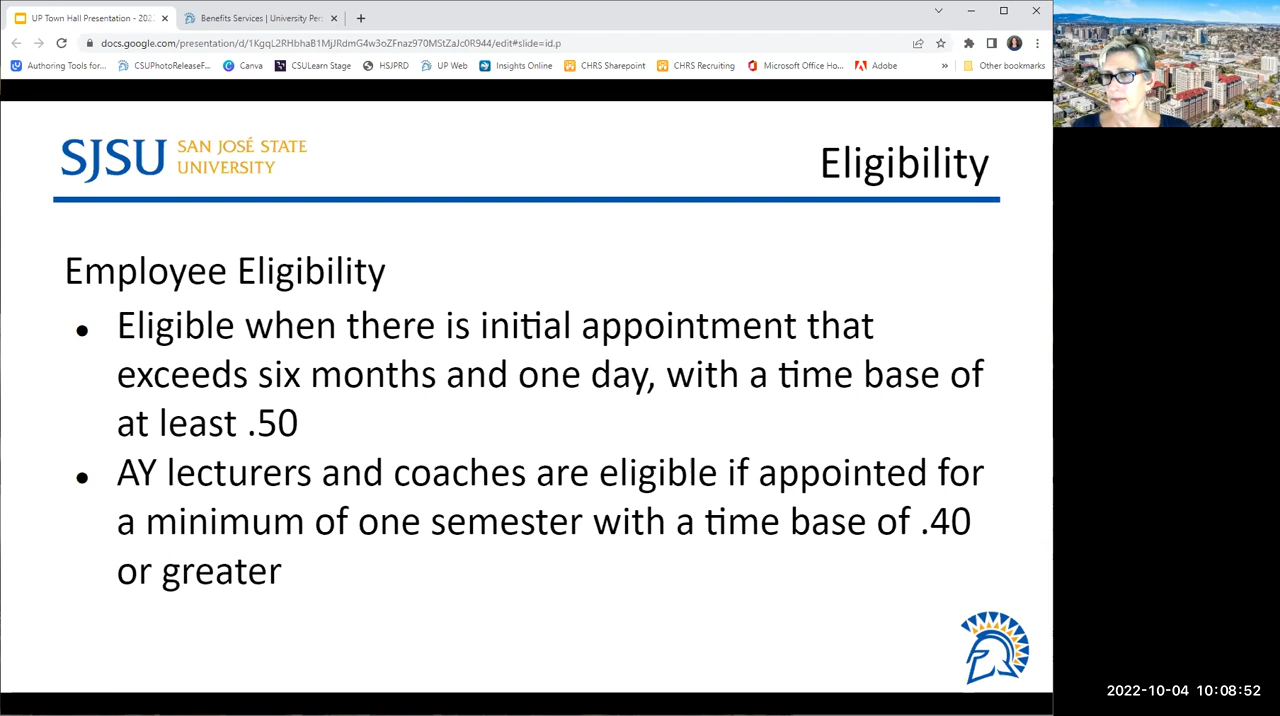 UP Town Hall Presentation - 202
Benefits Services | University Per
docs.google.com/presentation/d/1KgqL2RHbhaB1MjJRdmG4w3oZFnaz970MStZaJc0R944/edit#slide=id.p
Authoring Tools for...
CSUPhotoReleaseF...
Canva
CSULearn Stage
HSJPRD
UP Web
Insights Online
CHRS Sharepoint
CHRS Recruiting
Microsoft Office Ho...
Adobe
»
Other bookmarks
SJSU SAN JOSÉ STATE
UNIVERSITY
Eligibility
Employee Eligibility
● Eligible when there is initial appointment that
exceeds six months and one day, with a time base of
at least .50
● AY lecturers and coaches are eligible if appointed for
a minimum of one semester with a time base of .40
or greater
2022-10-04 10:08:52